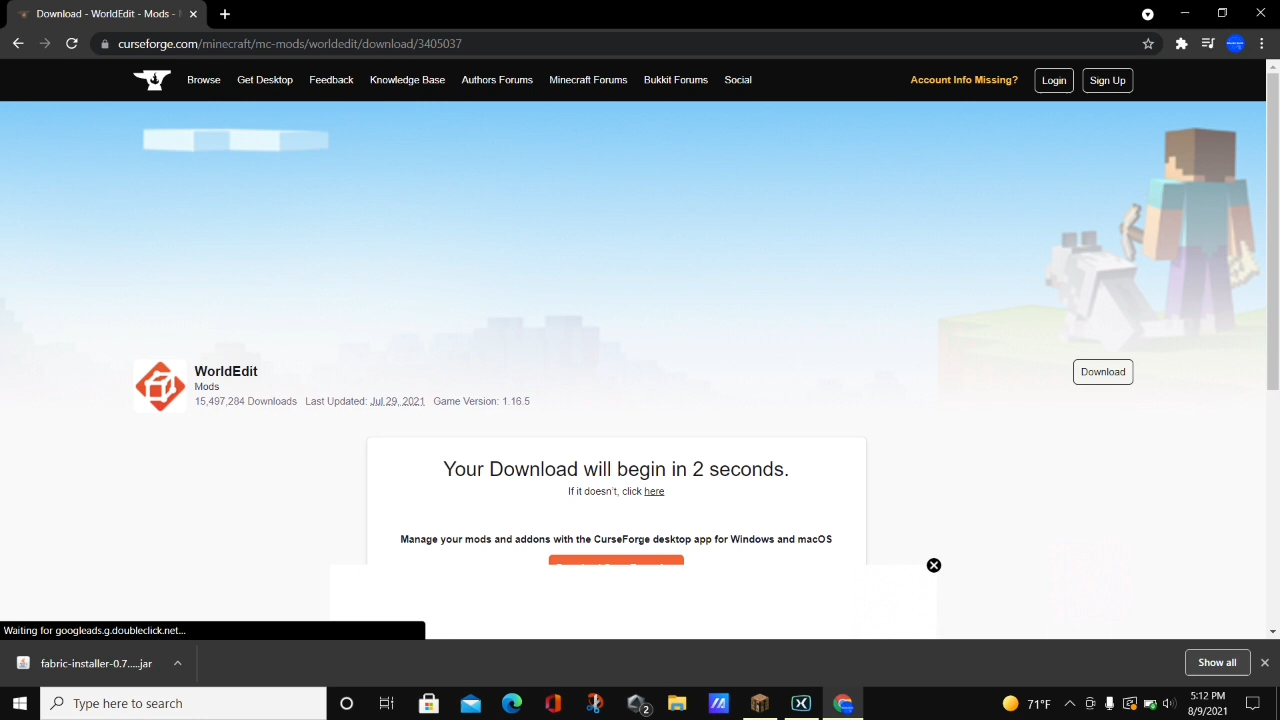 Download - WorldEdit - Mods -
curseforge.com/minecraft/mc-mods/worldedit/download/3405037
Browse Get Desktop Feedback Knowledge Base Authors Forums Minecraft Forums Bukkit Forums Social Account Info Missing? Login Sign Up
WorldEdit
Mods
15,497,284 Downloads Last Updated: Jul 29, 2021 Game Version: 1.16.5
Download
Your Download will begin in 2 seconds.
If it doesn't, click here
Manage your mods and addons with the CurseForge desktop app for Windows and macOS
Waiting for googleads.g.doubleclick.net...
fabric-installer-0.7.....jar
Show all
Type here to search
2
71°F
5:12 PM
8/9/2021